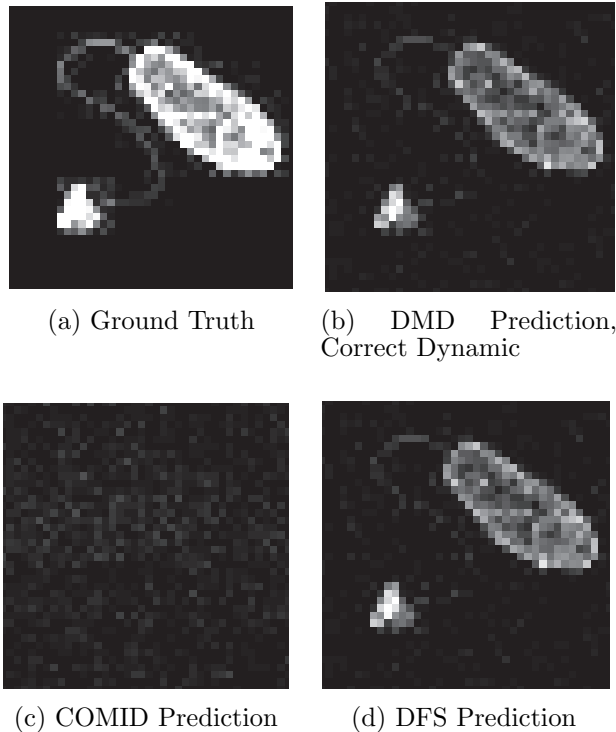 (a) Ground Truth
(b) DMD Prediction,
Correct Dynamic
(c) COMID Prediction
(d) DFS Prediction